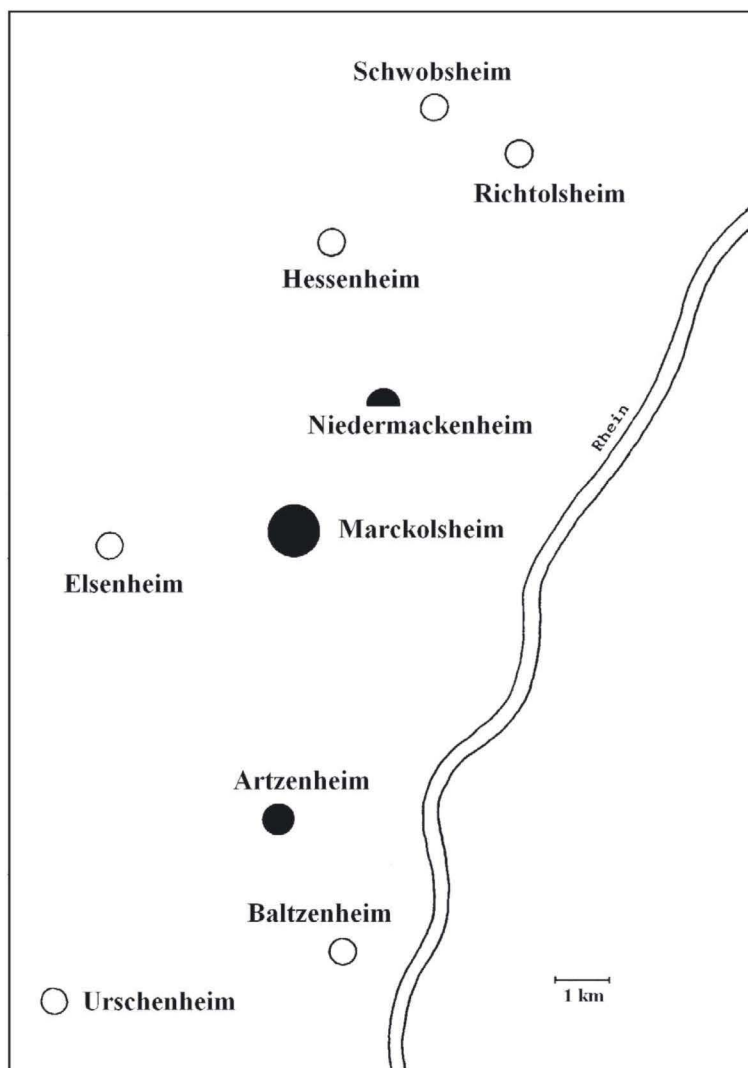 Schwobsheim
Richtolsheim
Hessenheim
Niedermackenheim
Rhein
Marckolsheim
Elsenheim
Artzenheim
Baltzenheim
Urschenheim
1 km